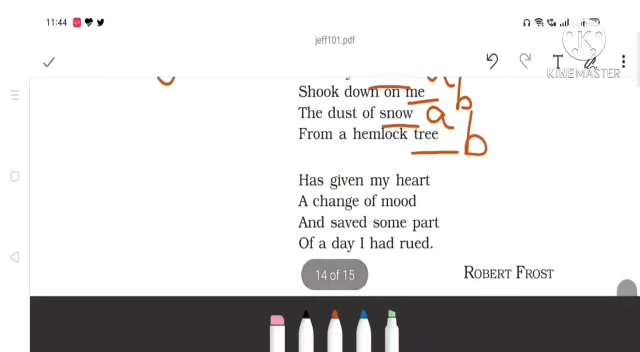 11:44
jeff101.pdf
T
K
KINEMASTER
a
Shook down on me b
The dust of snow a
From a hemlock tree b
Has given my heart
A change of mood
And saved some part
Of a day I had rued.
14 of 15
ROBERT FROST